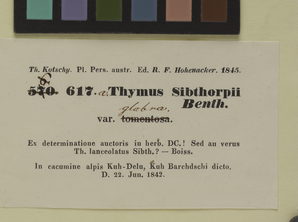 Th. Kotschy. Pl. Pers. austr. Ed. R. F. Hohenacker. 1845.
570. 617. a. Thymus Sibthorpii
Benth.
glabra.
var. tomentosa.
Ex determinatione auctoris in herb. DC.! Sed an verus
Th. lanceolatus Sibth.? — Boiss.
In cacumine alpis Kuh-Delu, Kuh Barchdschi dicto.
D. 22. Jun. 1842.